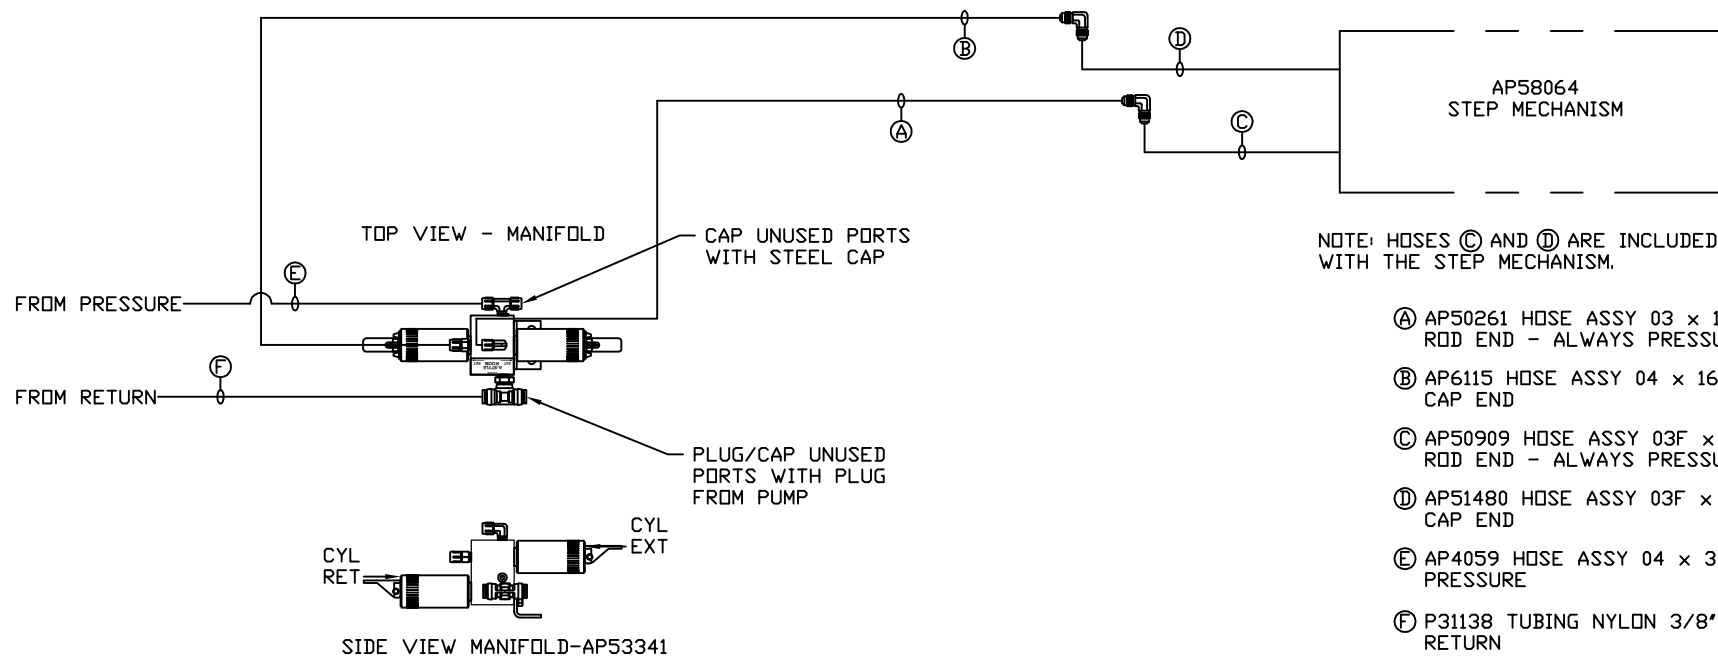 B
D
AP58064
STEP MECHANISM
A
C
TOP VIEW - MANIFOLD
CAP UNUSED PORTS
WITH STEEL CAP
NOTE: HOSES C AND D ARE INCLUDED
WITH THE STEP MECHANISM.
E
FROM PRESSURE
F
FROM RETURN
PLUG/CAP UNUSED
PORTS WITH PLUG
FROM PUMP
CYL
EXT
CYL
RET
SIDE VIEW MANIFOLD-AP53341
A AP50261 HOSE ASSY 03 x 1
ROD END - ALWAYS PRESSU
B AP6115 HOSE ASSY 04 x 16
CAP END
C AP50909 HOSE ASSY 03F x
ROD END - ALWAYS PRESSU
D AP51480 HOSE ASSY 03F x
CAP END
E AP4059 HOSE ASSY 04 x 3
PRESSURE
F P31138 TUBING NYLON 3/8"
RETURN